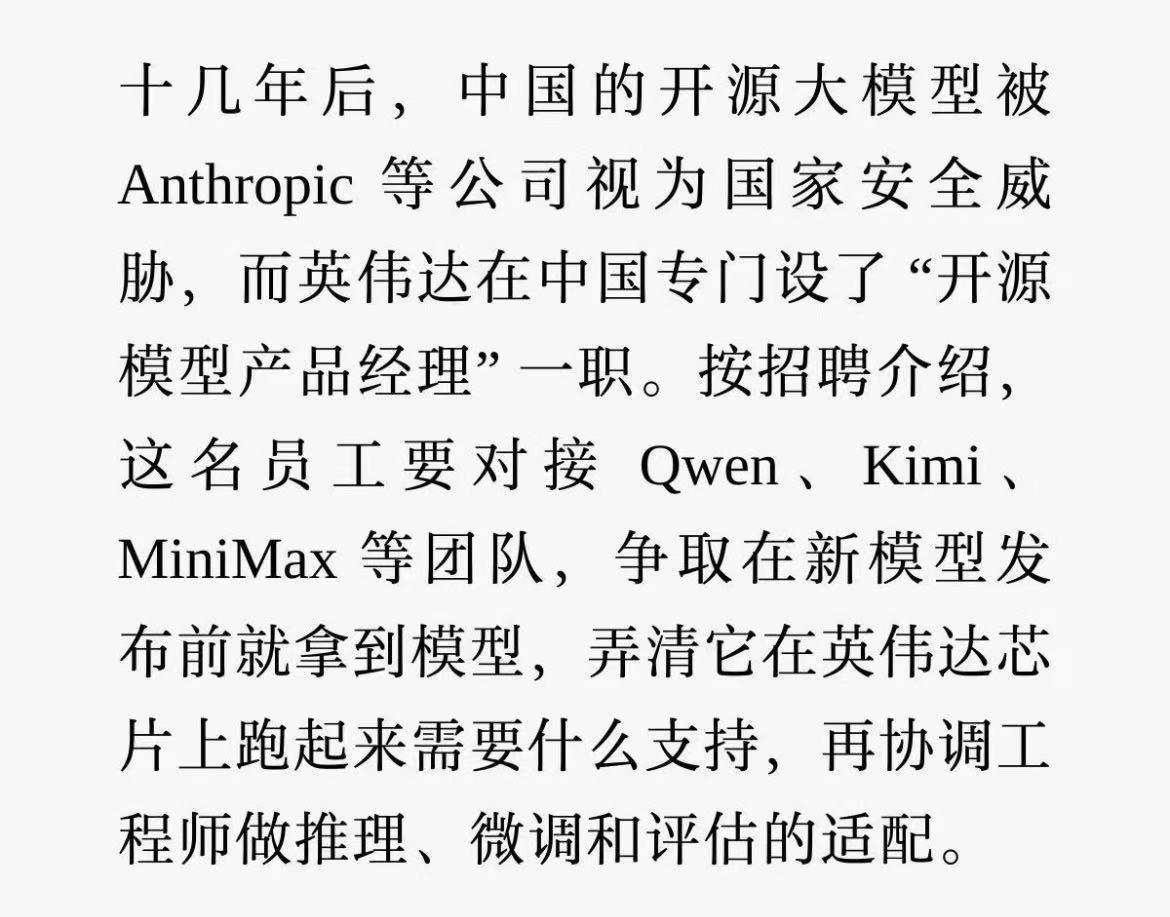 十几年后，中国的开源大模型被
Anthropic 等公司视为国家安全威
胁，而英伟达在中国专门设了 “开源
模型产品经理” 一职。按招聘介绍，
这名员工要对接 Qwen、Kimi、
MiniMax 等团队，争取在新模型发
布前就拿到模型，弄清它在英伟达芯
片上跑起来需要什么支持，再协调工
程师做推理、微调和评估的适配。